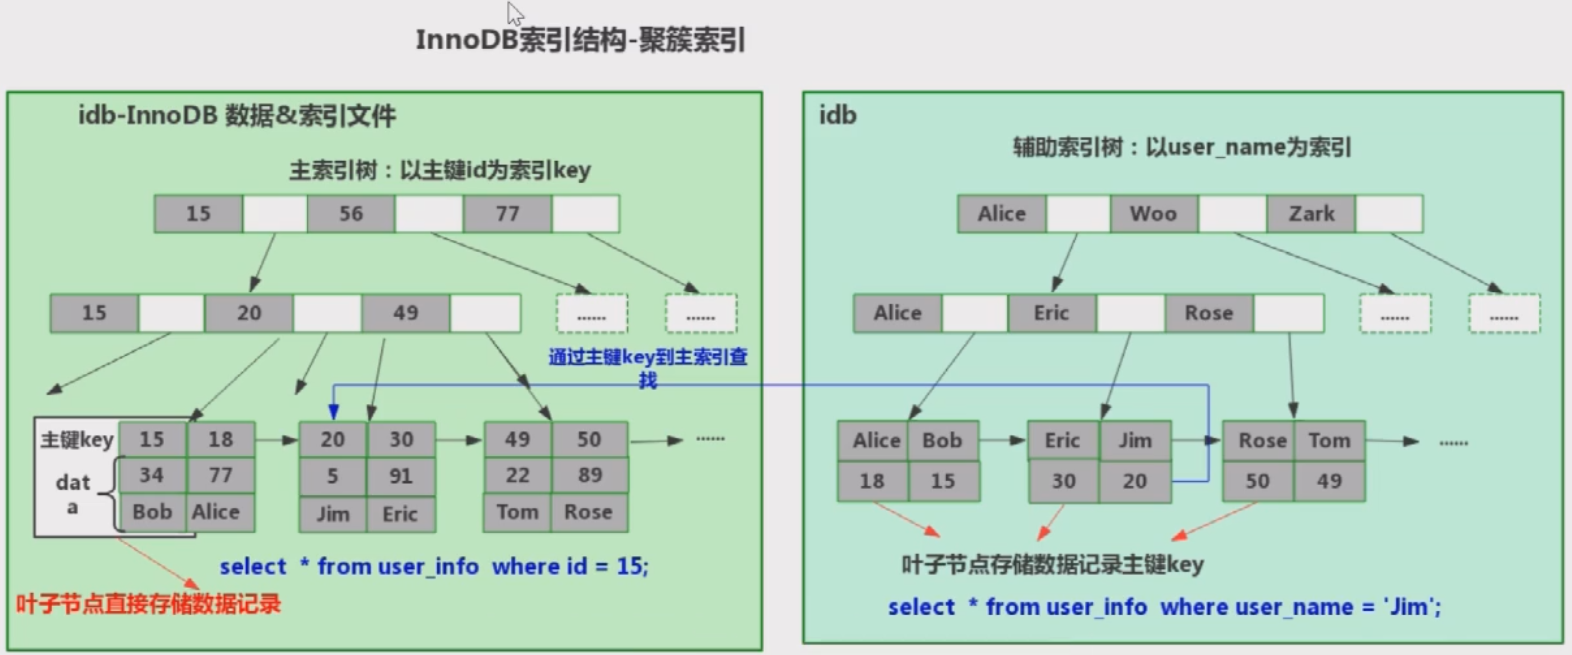 InnoDB索引结构-聚簇索引
idb-InnoDB 数据&索引文件
主索引树：以主键id为索引key
15 56 77
15 20 49 ...... ......
通过主键key到主索引查
找
主键key 15 18 20 30 49 50 ......
dat
a
34 77 5 91 22 89
Bob Alice Jim Eric Tom Rose
select * from user_info where id = 15;
叶子节点直接存储数据记录
idb
辅助索引树：以user_name为索引
Alice Woo Zark
Alice Eric Rose ...... ......
Alice Bob Eric Jim Rose Tom ......
18 15 30 20 50 49
叶子节点存储数据记录主键key
select * from user_info where user_name = 'Jim';